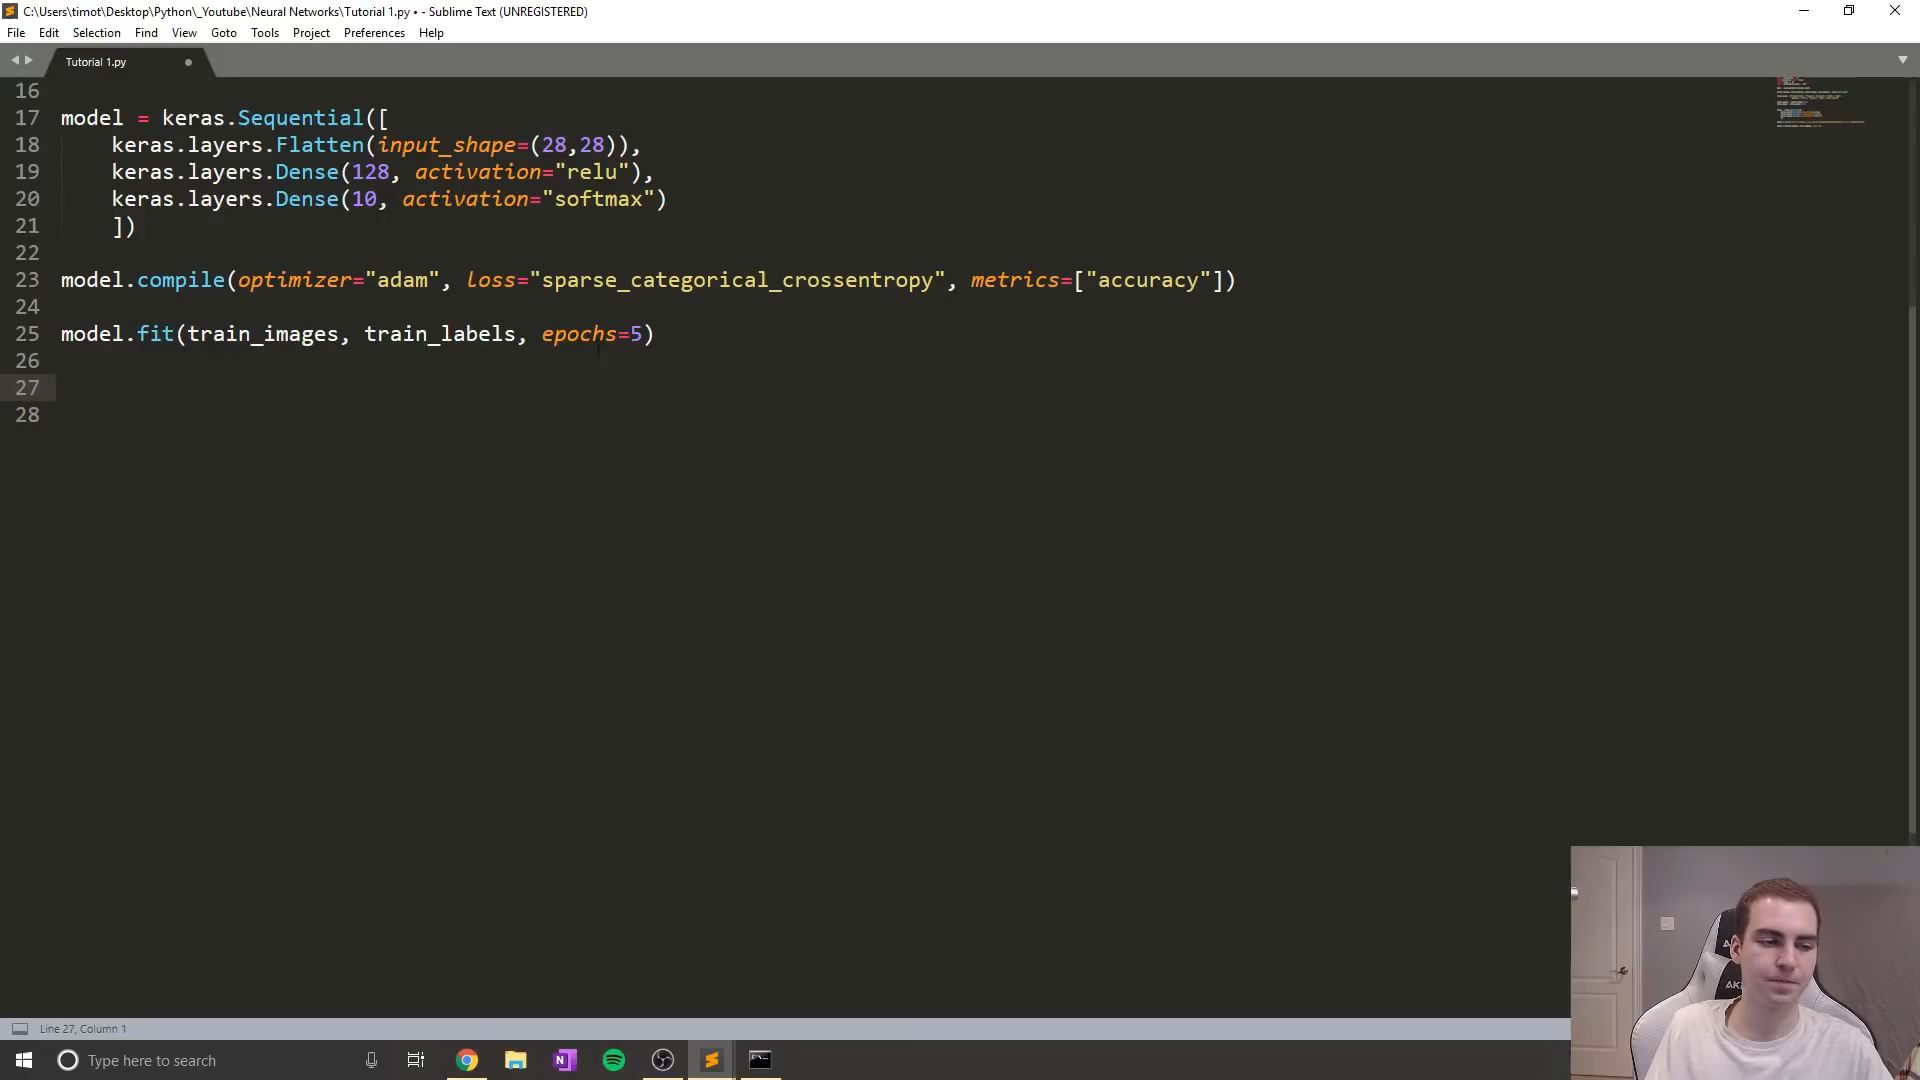 C:\Users\timot\Desktop\Python\_Youtube\Neural Networks\Tutorial 1.py • - Sublime Text (UNREGISTERED)
File Edit Selection Find View Goto Tools Project Preferences Help
Tutorial 1.py
16
17 model = keras.Sequential([
18 keras.layers.Flatten(input_shape=(28,28)),
19 keras.layers.Dense(128, activation="relu"),
20 keras.layers.Dense(10, activation="softmax")
21 ])
22
23 model.compile(optimizer="adam", loss="sparse_categorical_crossentropy", metrics=["accuracy"])
24
25 model.fit(train_images, train_labels, epochs=5)
26
27
28
Line 27, Column 1
Type here to search